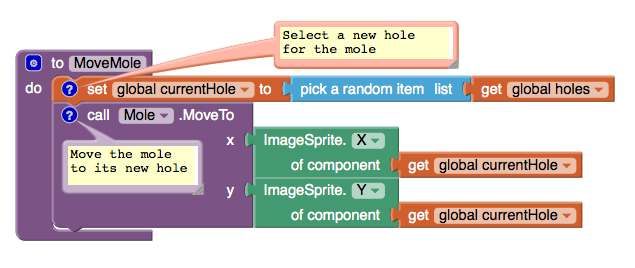 Select a new hole
for the mole
to MoveMole
do ? set global currentHole to pick a random item list get global holes
? call Mole .MoveTo
x ImageSprite. X
Move the mole
to its new hole
of component get global currentHole
y ImageSprite. Y
of component get global currentHole